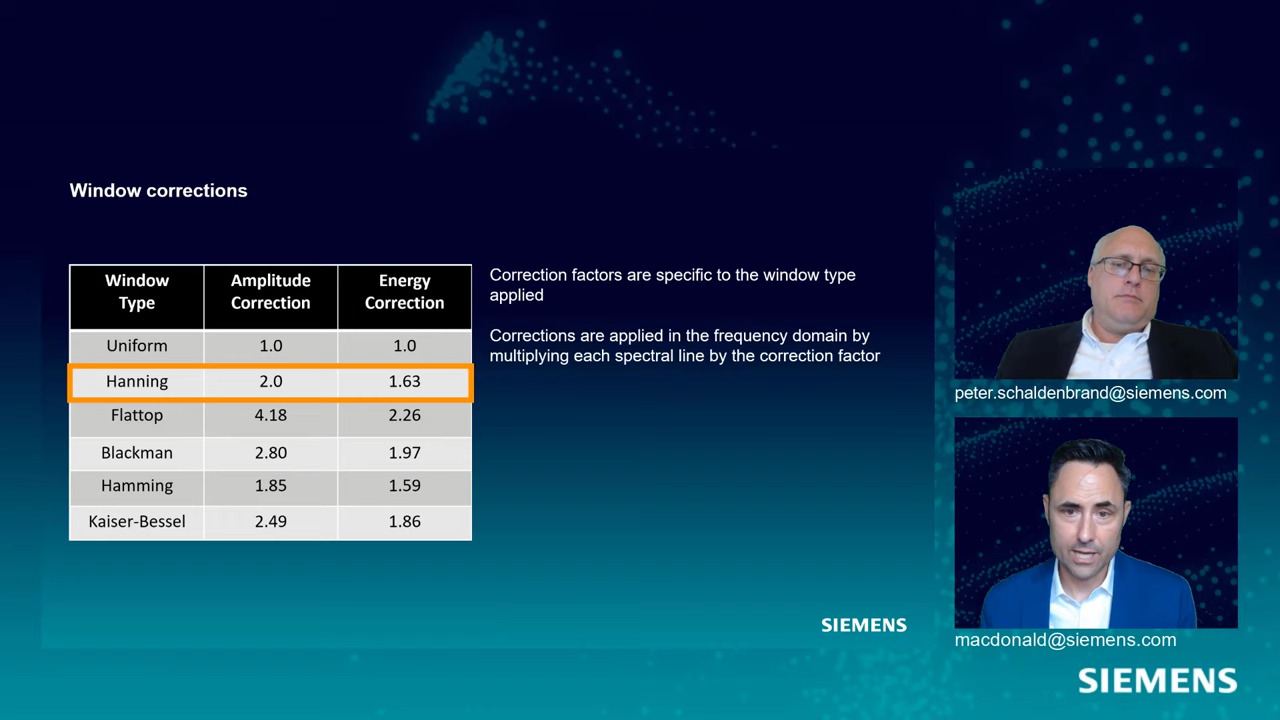 Window corrections
Window Type
Amplitude Correction
Energy Correction
Uniform 1.0 1.0
Hanning 2.0 1.63
Flattop 4.18 2.26
Blackman 2.80 1.97
Hamming 1.85 1.59
Kaiser-Bessel 2.49 1.86
Correction factors are specific to the window type
applied
Corrections are applied in the frequency domain by
multiplying each spectral line by the correction factor
SIEMENS
peter.schaldenbrand@siemens.com
macdonald@siemens.com
SIEMENS